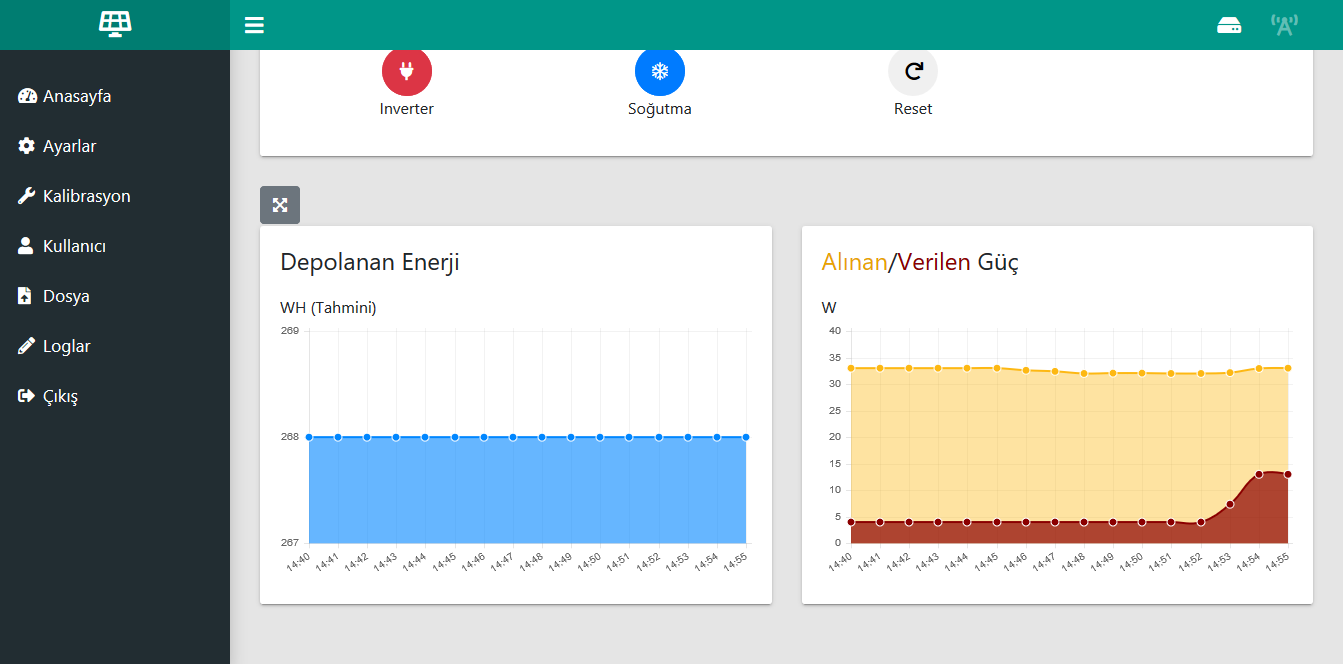 Anasayfa
Ayarlar
Kalibrasyon
Kullanıcı
Dosya
Loglar
Çıkış
Inverter
Soğutma
Reset
Depolanan Enerji
WH (Tahmini)
269
268
267
14:40 14:41 14:42 14:43 14:44 14:45 14:46 14:47 14:48 14:49 14:50 14:51 14:52 14:53 14:54 14:55
Alınan/Verilen Güç
W
40
35
30
25
20
15
10
5
0
14:40 14:41 14:42 14:43 14:44 14:45 14:46 14:47 14:48 14:49 14:50 14:51 14:52 14:53 14:54 14:55